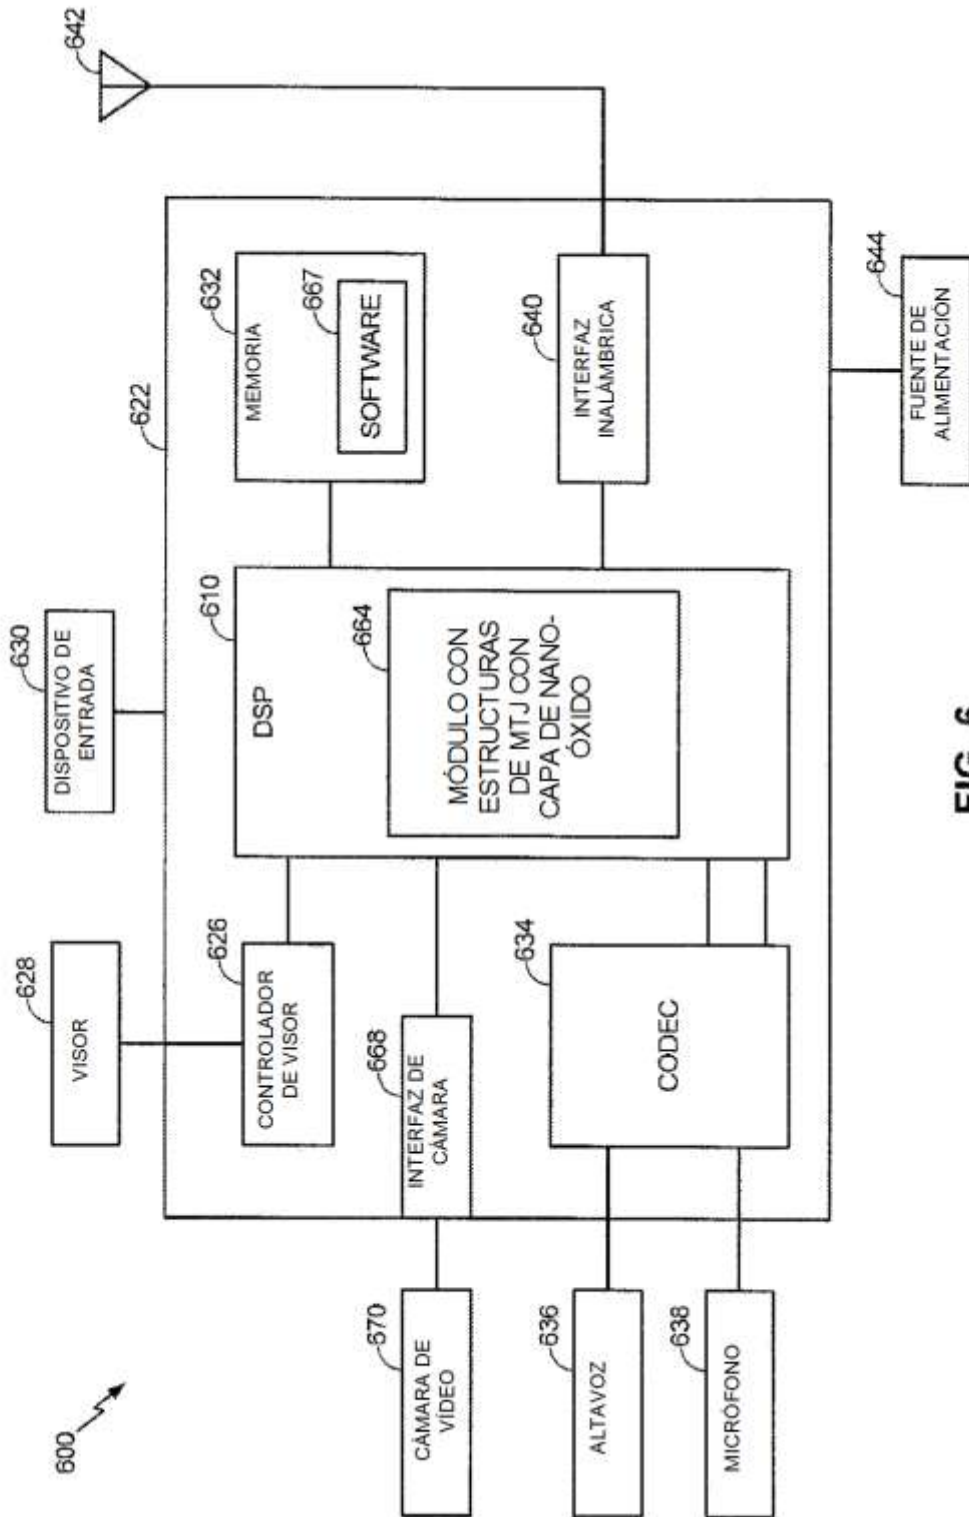 600
628
VISOR
630
DISPOSITIVO DE
ENTRADA
642
622
626
CONTROLADOR
DE VISOR
610
DSP
632
MEMORIA
667
SOFTWARE
670
CÁMARA DE
VÍDEO
668
INTERFAZ DE
CÁMARA
664
MÓDULO CON
ESTRUCTURAS
DE MTJ CON
CAPA DE NANO-
ÓXIDO
636
ALTAVOZ
634
CODEC
640
INTERFAZ
INALÁMBRICA
638
MICRÓFONO
644
FUENTE DE
ALIMENTACIÓN
FIG. 6